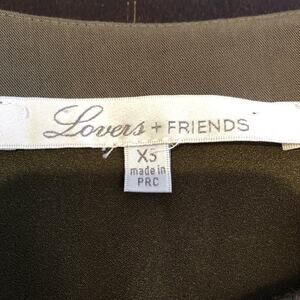 Lovers + FRIENDS
XS
made in
PRC